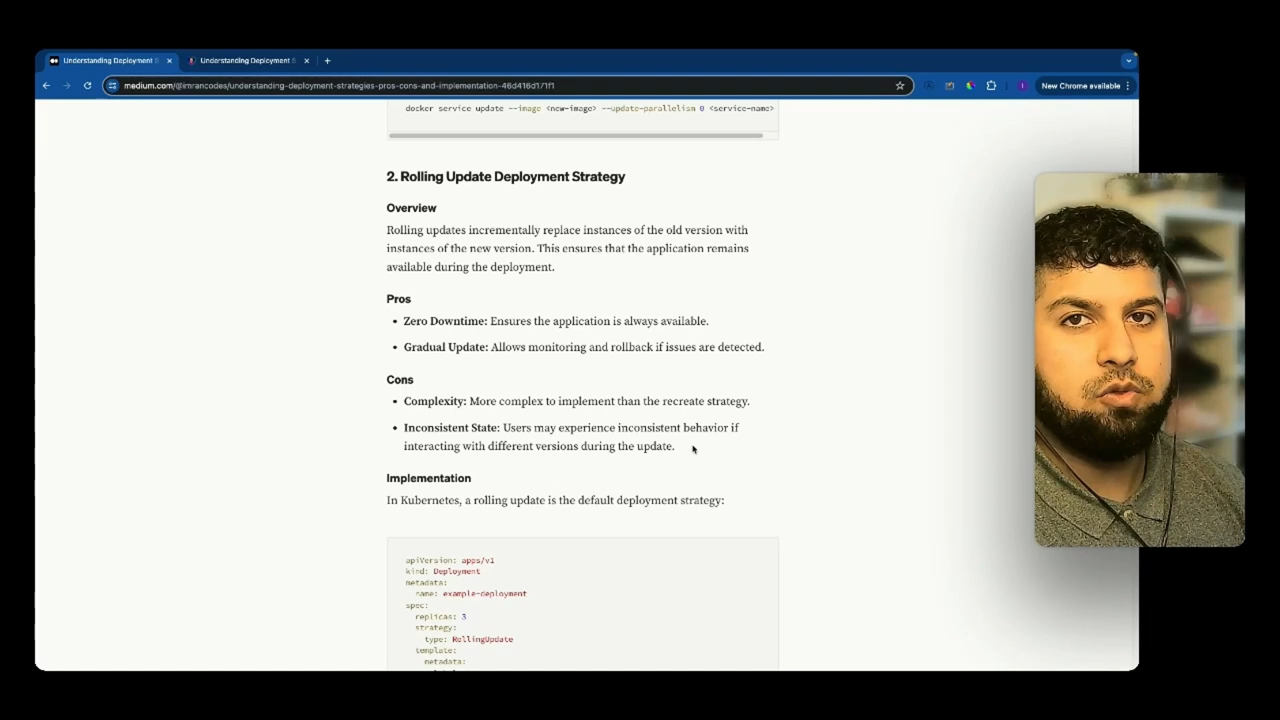 Understanding Deployment S
Understanding Deployment S
medium.com/@imrancodes/understanding-deployment-strategies-pros-cons-and-implementation-46d416d171f1
New Chrome available
docker service update --image <new-image> --update-parallelism 0 <service-name>
2. Rolling Update Deployment Strategy
Overview
Rolling updates incrementally replace instances of the old version with
instances of the new version. This ensures that the application remains
available during the deployment.
Pros
• Zero Downtime: Ensures the application is always available.
• Gradual Update: Allows monitoring and rollback if issues are detected.
Cons
• Complexity: More complex to implement than the recreate strategy.
• Inconsistent State: Users may experience inconsistent behavior if
interacting with different versions during the update.
Implementation
In Kubernetes, a rolling update is the default deployment strategy:
apiVersion: apps/v1
kind: Deployment
metadata:
name: example-deployment
spec:
replicas: 3
strategy:
type: RollingUpdate
template:
metadata: